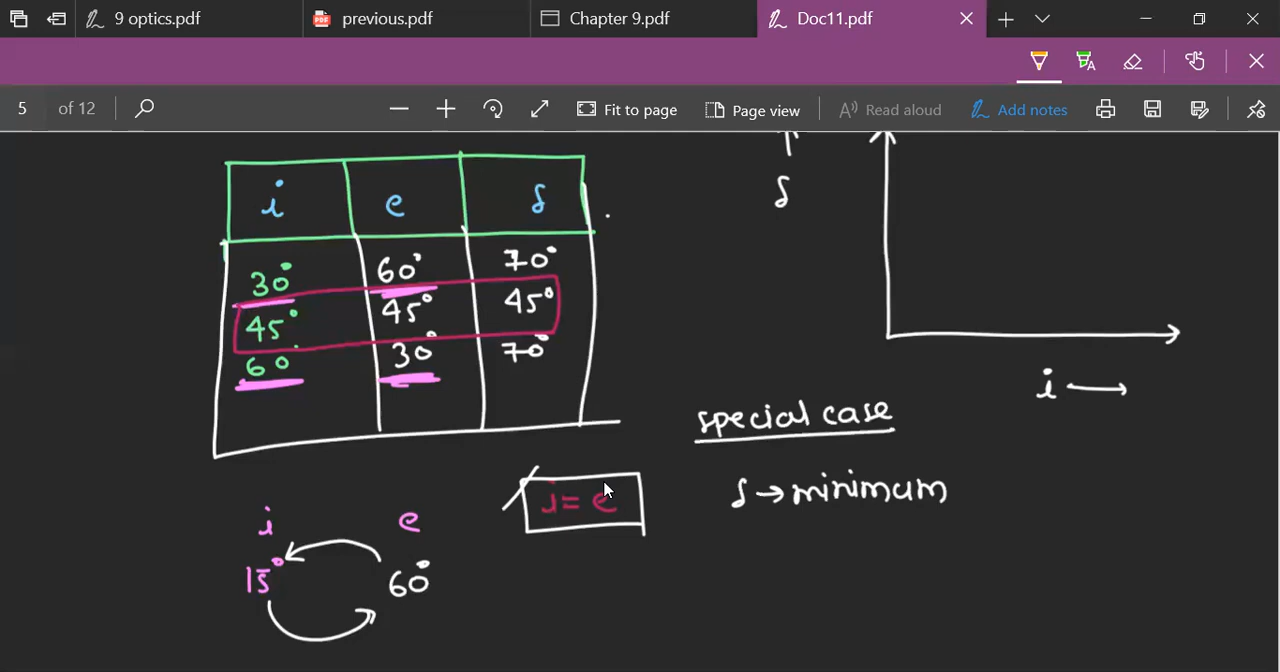 9 optics.pdf previous.pdf Chapter 9.pdf Doc11.pdf
5 of 12 Fit to page Page view Read aloud Add notes
i e δ
30° 60° 70°
45° 45° 45°
60 30° 70°
δ
i
special case
i = e
δ → minimum
i e
15° 60°